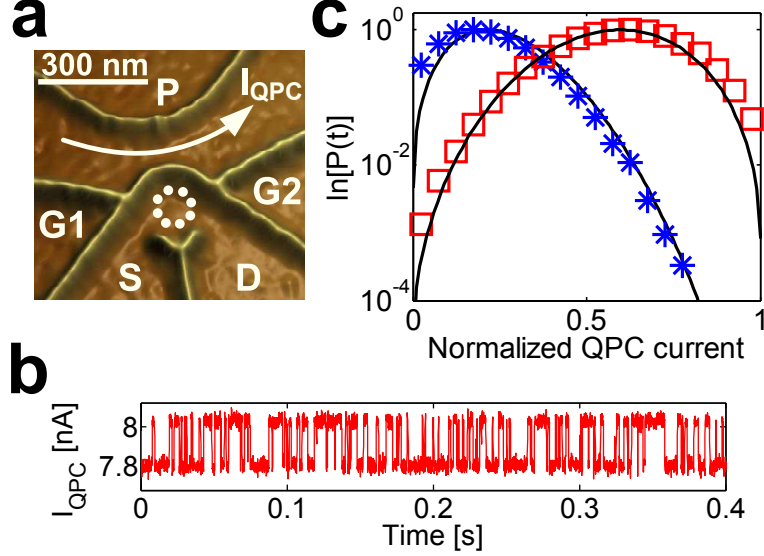 a
300 nm
P
I_QPC
G1
G2
S
D
c
ln[P(t)]
10^0
10^-2
10^-4
0
0.5
1
Normalized QPC current
b
I_QPC [nA]
8
7.8
0
0.1
0.2
0.3
0.4
Time [s]